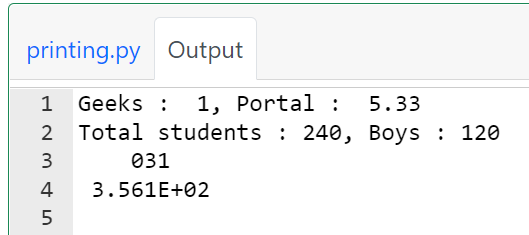 printing.py Output
1 Geeks :  1, Portal :  5.33
2 Total students : 240, Boys : 120
3     031
4  3.561E+02
5